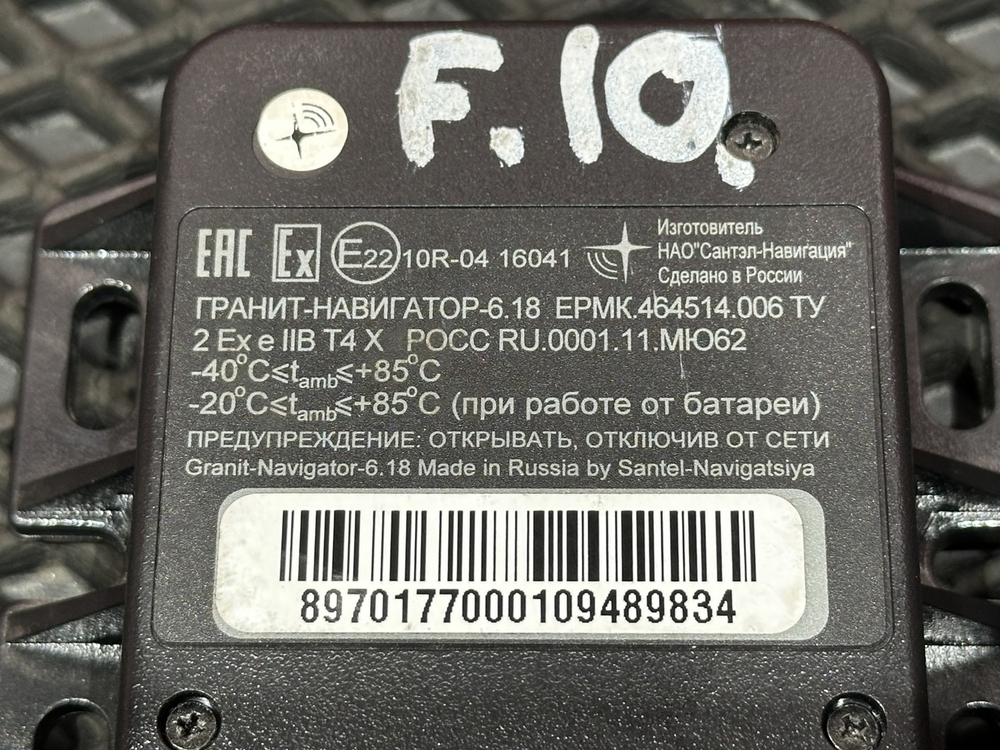 F.10.
EAC Ex E22 10R-04 16041
Изготовитель
НАО"Сантэл-Навигация"
Сделано в России
ГРАНИТ-НАВИГАТОР-6.18 ЕРМК.464514.006 ТУ
2 Ex e IIB T4 X РОСС RU.0001.11.МЮ62
-40°C≤tamb≤+85°C
-20°C≤tamb≤+85°C (при работе от батареи)
ПРЕДУПРЕЖДЕНИЕ: ОТКРЫВАТЬ, ОТКЛЮЧИВ ОТ СЕТИ
Granit-Navigator-6.18 Made in Russia by Santel-Navigatsiya
8970177000109489834